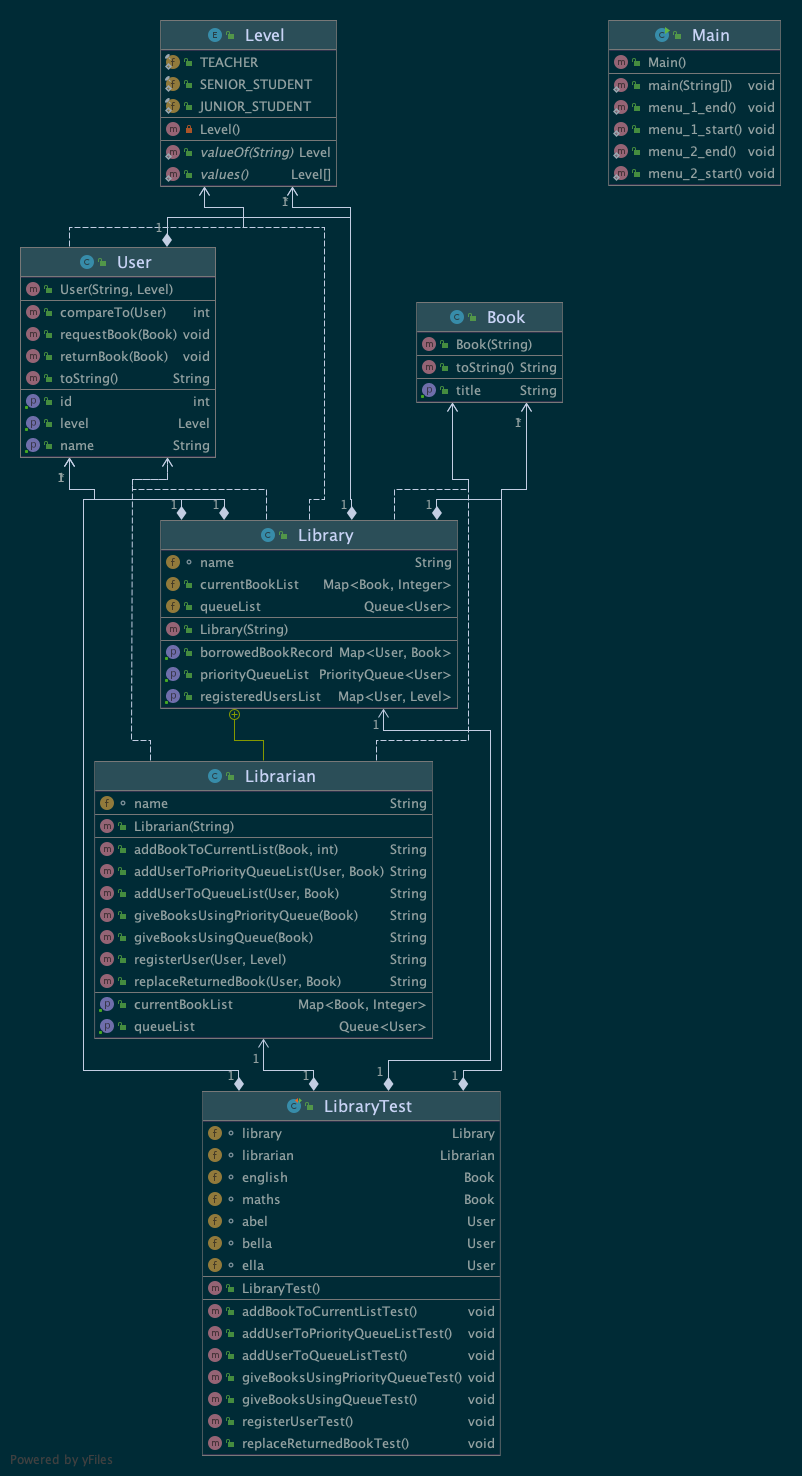 Level
TEACHER
SENIOR_STUDENT
JUNIOR_STUDENT
Level()
valueOf(String) Level
values() Level[]
Main
Main()
main(String[]) void
menu_1_end() void
menu_1_start() void
menu_2_end() void
menu_2_start() void
1
User
User(String, Level)
compareTo(User) int
requestBook(Book) void
returnBook(Book) void
toString() String
id int
level Level
name String
Book
Book(String)
toString() String
title String
1 1 1 1
Library
name String
currentBookList Map<Book, Integer>
queueList Queue<User>
Library(String)
borrowedBookRecord Map<User, Book>
priorityQueueList PriorityQueue<User>
registeredUsersList Map<User, Level>
1
Librarian
name String
Librarian(String)
addBookToCurrentList(Book, int) String
addUserToPriorityQueueList(User, Book) String
addUserToQueueList(User, Book) String
giveBooksUsingPriorityQueue(Book) String
giveBooksUsingQueue(Book) String
registerUser(User, Level) String
replaceReturnedBook(User, Book) String
currentBookList Map<Book, Integer>
queueList Queue<User>
1
1 1 1 1
LibraryTest
library Library
librarian Librarian
english Book
maths Book
abel User
bella User
ella User
LibraryTest()
addBookToCurrentListTest() void
addUserToPriorityQueueListTest() void
addUserToQueueListTest() void
giveBooksUsingPriorityQueueTest() void
giveBooksUsingQueueTest() void
registerUserTest() void
replaceReturnedBookTest() void
Powered by yFiles